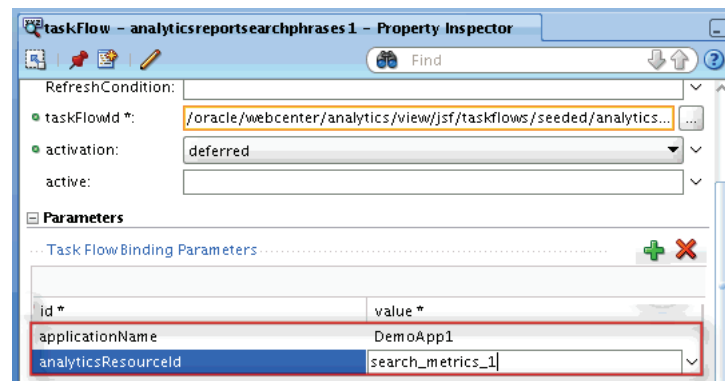 taskFlow - analyticsreportsearchphrases1 - Property Inspector
Find
RefreshCondition:
taskFlowId *: /oracle/webcenter/analytics/view/jsf/taskflows/seeded/analytics... ...
activation: deferred
active:
Parameters
Task Flow Binding Parameters
id * value *
applicationName DemoApp1
analyticsResourceId search_metrics_1